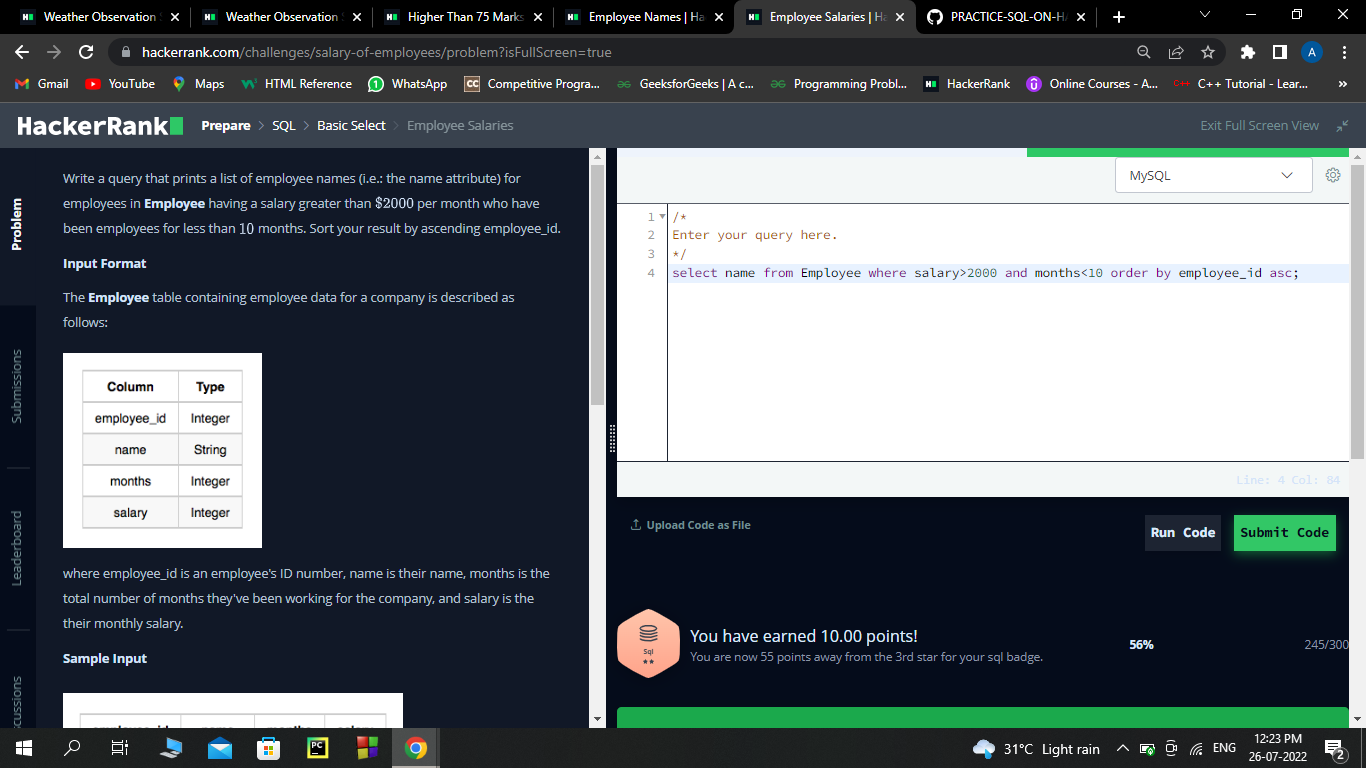 Weather Observation S
Weather Observation S
Higher Than 75 Marks
Employee Names | Ha
Employee Salaries | Ha
PRACTICE-SQL-ON-HA
hackerrank.com/challenges/salary-of-employees/problem?isFullScreen=true
A
Gmail
YouTube
Maps
HTML Reference
WhatsApp
CC
Competitive Progra...
GeeksforGeeks | A c...
Programming Probl...
HackerRank
Online Courses - A...
C++ Tutorial - Lear...
»
HackerRank
Prepare > SQL > Basic Select > Employee Salaries
Exit Full Screen View
Problem
Submissions
Leaderboard
cussions
Write a query that prints a list of employee names (i.e.: the name attribute) for
employees in Employee having a salary greater than $2000 per month who have
been employees for less than 10 months. Sort your result by ascending employee_id.
Input Format
The Employee table containing employee data for a company is described as
follows:
Column Type
employee_id Integer
name String
months Integer
salary Integer
where employee_id is an employee's ID number, name is their name, months is the
total number of months they've been working for the company, and salary is the
their monthly salary.
Sample Input
MySQL
1 /*
2 Enter your query here.
3 */
4 select name from Employee where salary>2000 and months<10 order by employee_id asc;
Line: 4 Col: 84
Upload Code as File
Run Code
Submit Code
Sql
★★
You have earned 10.00 points!
You are now 55 points away from the 3rd star for your sql badge.
56%
245/300
PC
31°C Light rain
ENG
12:23 PM
26-07-2022
2